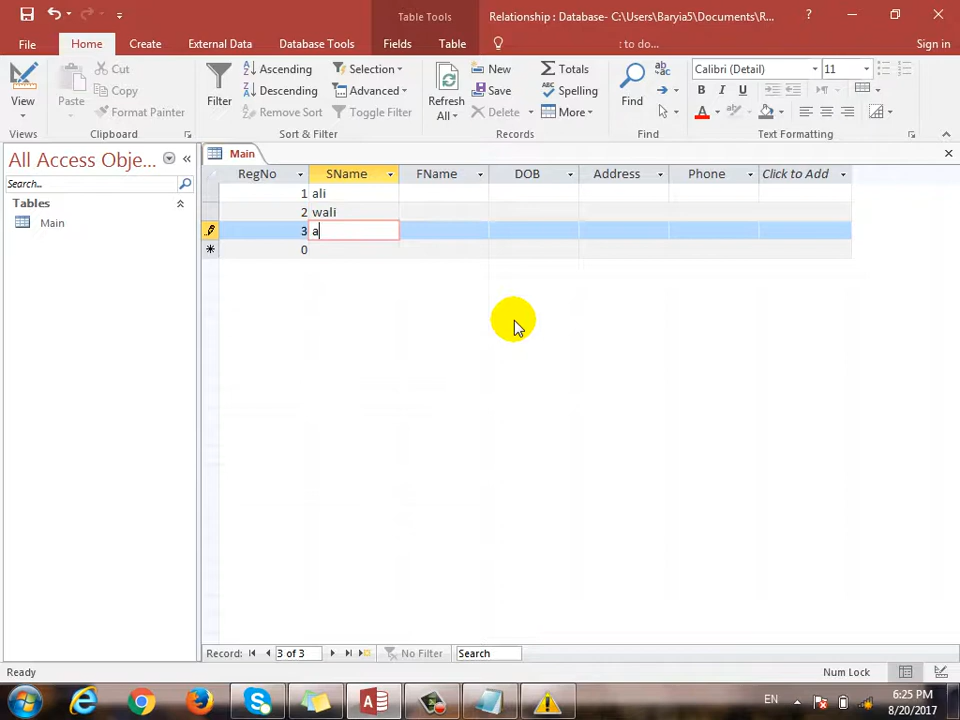 Table Tools
Relationship : Database- C:\Users\Baryia5\Documents\R...
?
File
Home
Create
External Data
Database Tools
Fields
Table
: to do...
Sign in
View
Views
Paste
Cut
Copy
Format Painter
Clipboard
Filter
Ascending
Descending
Remove Sort
Selection
Advanced
Toggle Filter
Sort & Filter
Refresh
All
New
Save
Delete
Totals
Spelling
More
Records
Find
Find
Calibri (Detail)
11
B I U
A
Text Formatting
All Access Obje...
Search...
Tables
Main
Main
RegNo SName FName DOB Address Phone Click to Add
1 ali
2 wali
3 a
0
Record: 3 of 3 No Filter Search
Ready
Num Lock
EN
6:25 PM
8/20/2017